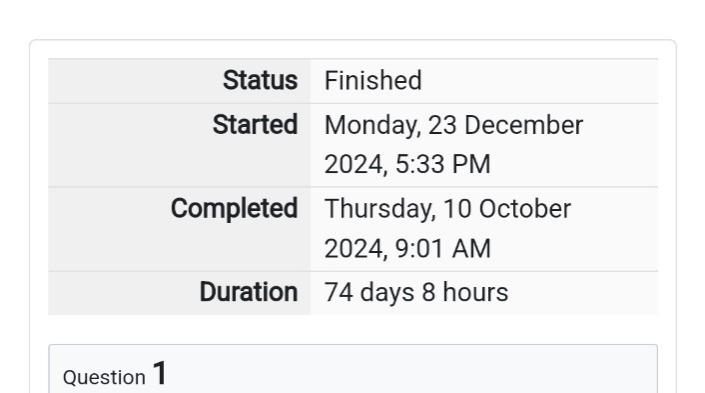 Status Finished
Started Monday, 23 December
2024, 5:33 PM
Completed Thursday, 10 October
2024, 9:01 AM
Duration 74 days 8 hours
Question 1